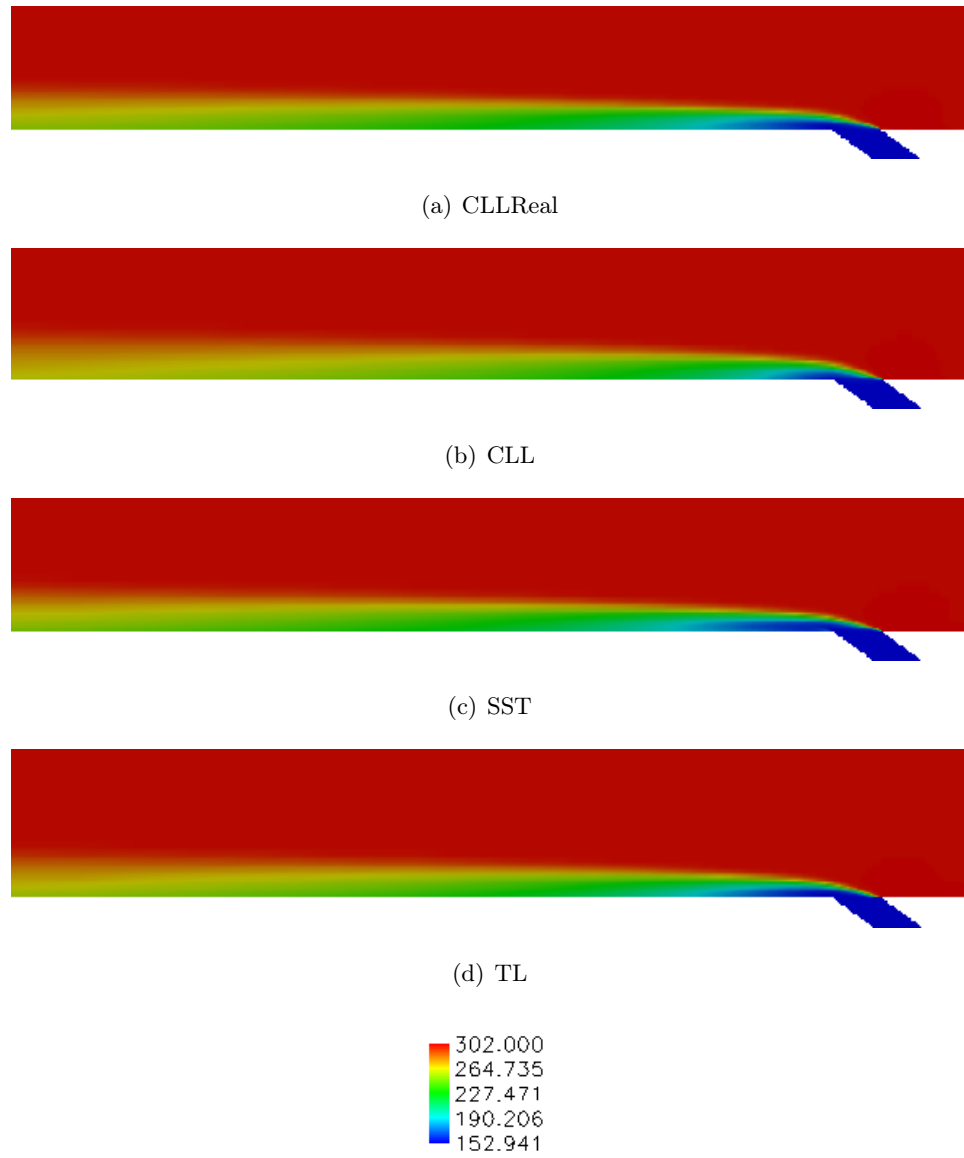 (a) CLLReal
(b) CLL
(c) SST
(d) TL
302.000
264.735
227.471
190.206
152.941